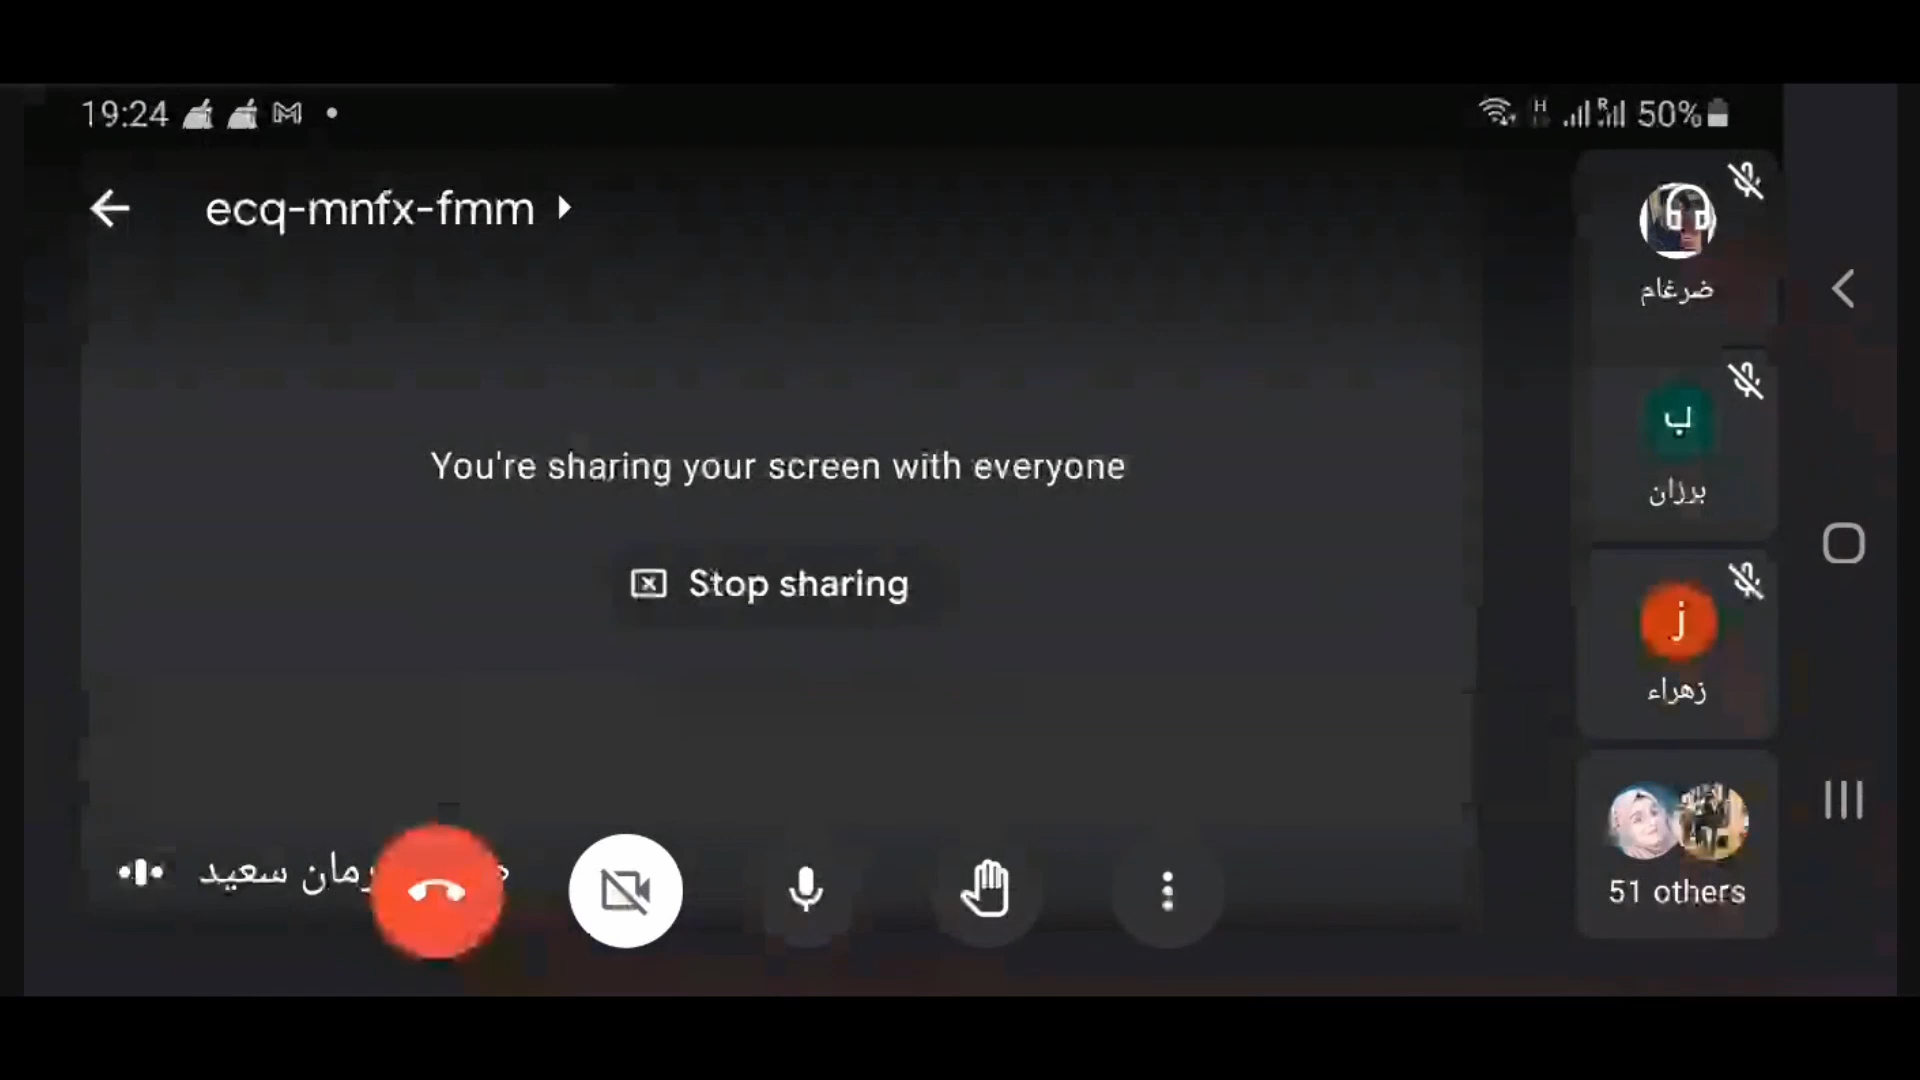 19:24
H R 50%
ecq-mnfx-fmm
ضرغام
ب
برزان
You're sharing your screen with everyone
Stop sharing
ز
زهراء
سعيد
51 others